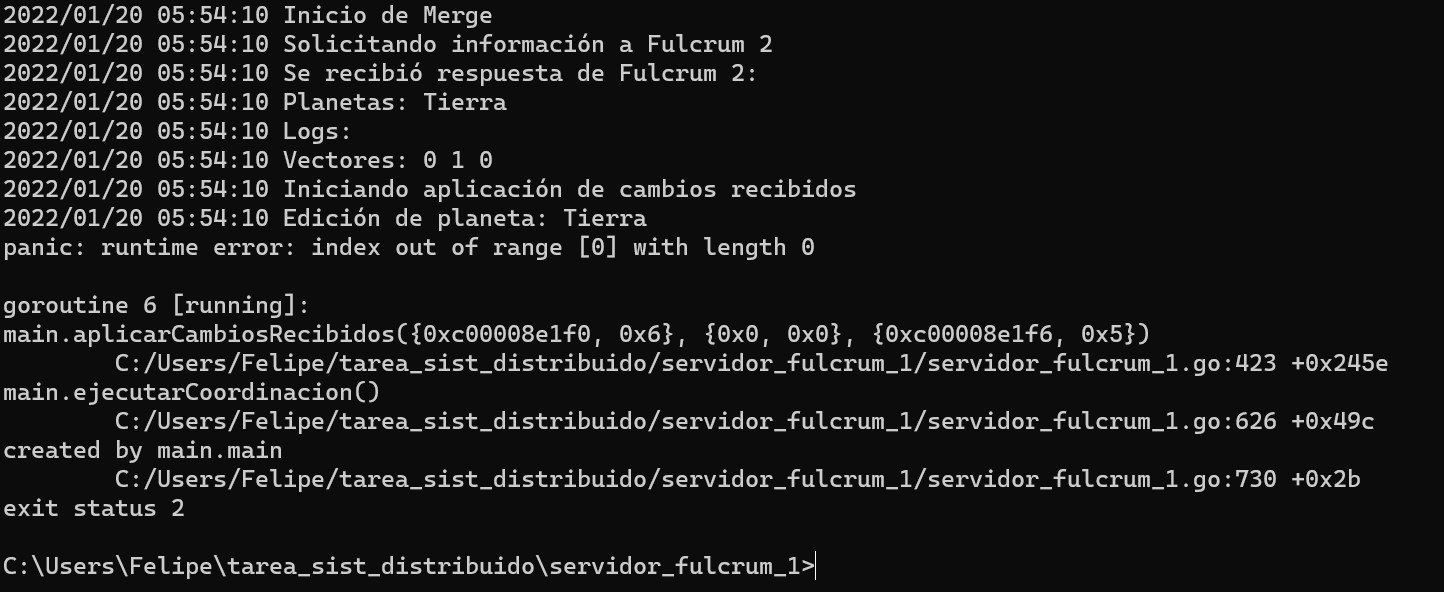 2022/01/20 05:54:10 Inicio de Merge
2022/01/20 05:54:10 Solicitando información a Fulcrum 2
2022/01/20 05:54:10 Se recibió respuesta de Fulcrum 2:
2022/01/20 05:54:10 Planetas: Tierra
2022/01/20 05:54:10 Logs:
2022/01/20 05:54:10 Vectores: 0 1 0
2022/01/20 05:54:10 Iniciando aplicación de cambios recibidos
2022/01/20 05:54:10 Edición de planeta: Tierra
panic: runtime error: index out of range [0] with length 0

goroutine 6 [running]:
main.aplicarCambiosRecibidos({0xc00008e1f0, 0x6}, {0x0, 0x0}, {0xc00008e1f6, 0x5})
        C:/Users/Felipe/tarea_sist_distribuido/servidor_fulcrum_1/servidor_fulcrum_1.go:423 +0x245e
main.ejecutarCoordinacion()
        C:/Users/Felipe/tarea_sist_distribuido/servidor_fulcrum_1/servidor_fulcrum_1.go:626 +0x49c
created by main.main
        C:/Users/Felipe/tarea_sist_distribuido/servidor_fulcrum_1/servidor_fulcrum_1.go:730 +0x2b
exit status 2

C:\Users\Felipe\tarea_sist_distribuido\servidor_fulcrum_1>